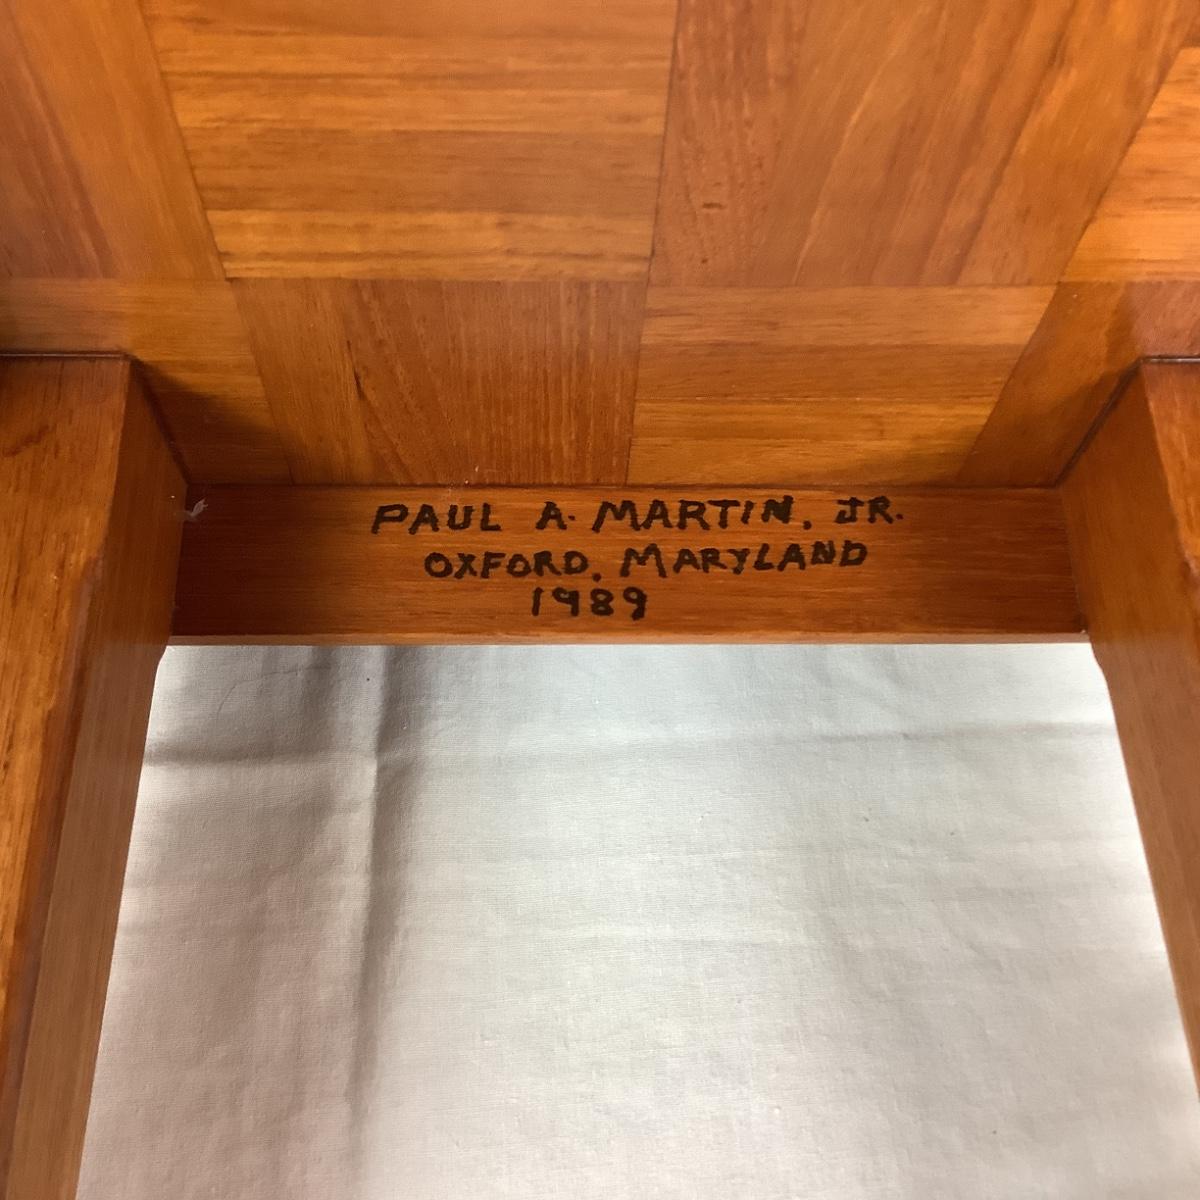 PAUL A. MARTIN, JR.
OXFORD, MARYLAND
1989